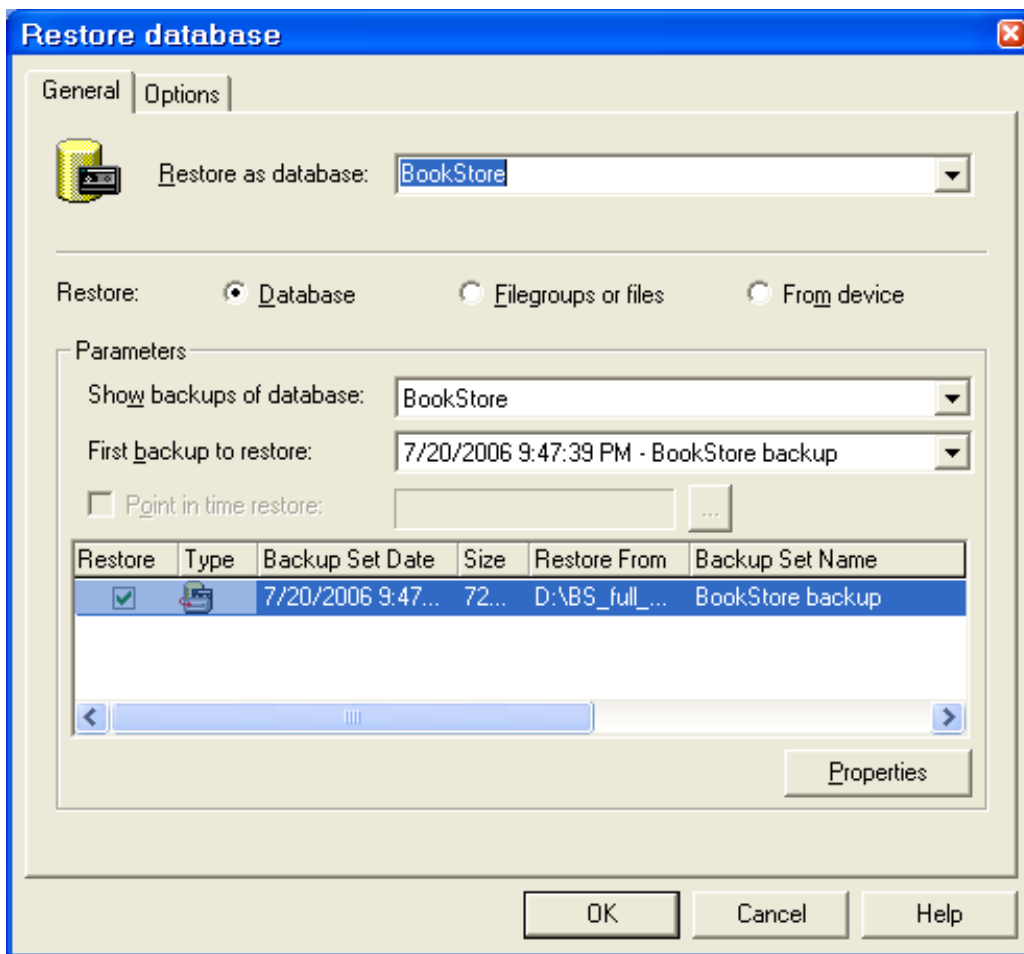 Restore database
General Options
Restore as database: BookStore
Restore: Database Filegroups or files From device
Parameters
Show backups of database: BookStore
First backup to restore: 7/20/2006 9:47:39 PM - BookStore backup
Point in time restore: ...
Restore Type Backup Set Date Size Restore From Backup Set Name
7/20/2006 9:47... 72... D:\BS_full_... BookStore backup
Properties
OK Cancel Help